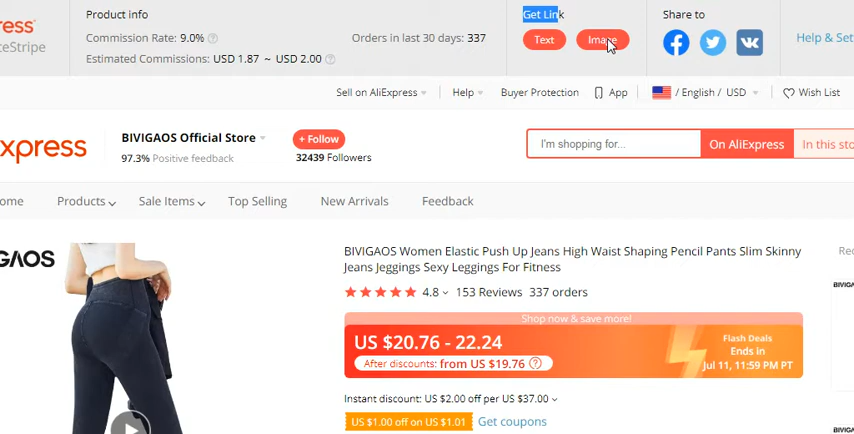 ress
Product info
Get Link
Share to
teStripe
Commission Rate: 9.0%
Orders in last 30 days: 337
Text
Image
Help & Set
Estimated Commissions: USD 1.87 ~ USD 2.00
Sell on AliExpress
Help
Buyer Protection
App
/ English / USD
Wish List
xpress
BIVIGAOS Official Store
+ Follow
97.3% Positive feedback
32439 Followers
I'm shopping for...
On AliExpress
In this sto
ome
Products
Sale Items
Top Selling
New Arrivals
Feedback
GAOS
BIVIGAOS Women Elastic Push Up Jeans High Waist Shaping Pencil Pants Slim Skinny
Jeans Jeggings Sexy Leggings For Fitness
Rec
4.8
153 Reviews
337 orders
Shop now & save more!
US $20.76 - 22.24
After discounts: from US $19.76
Flash Deals
Ends in
Jul 11, 11:59 PM PT
Instant discount: US $2.00 off per US $37.00
US $1.00 off on US $1.01
Get coupons